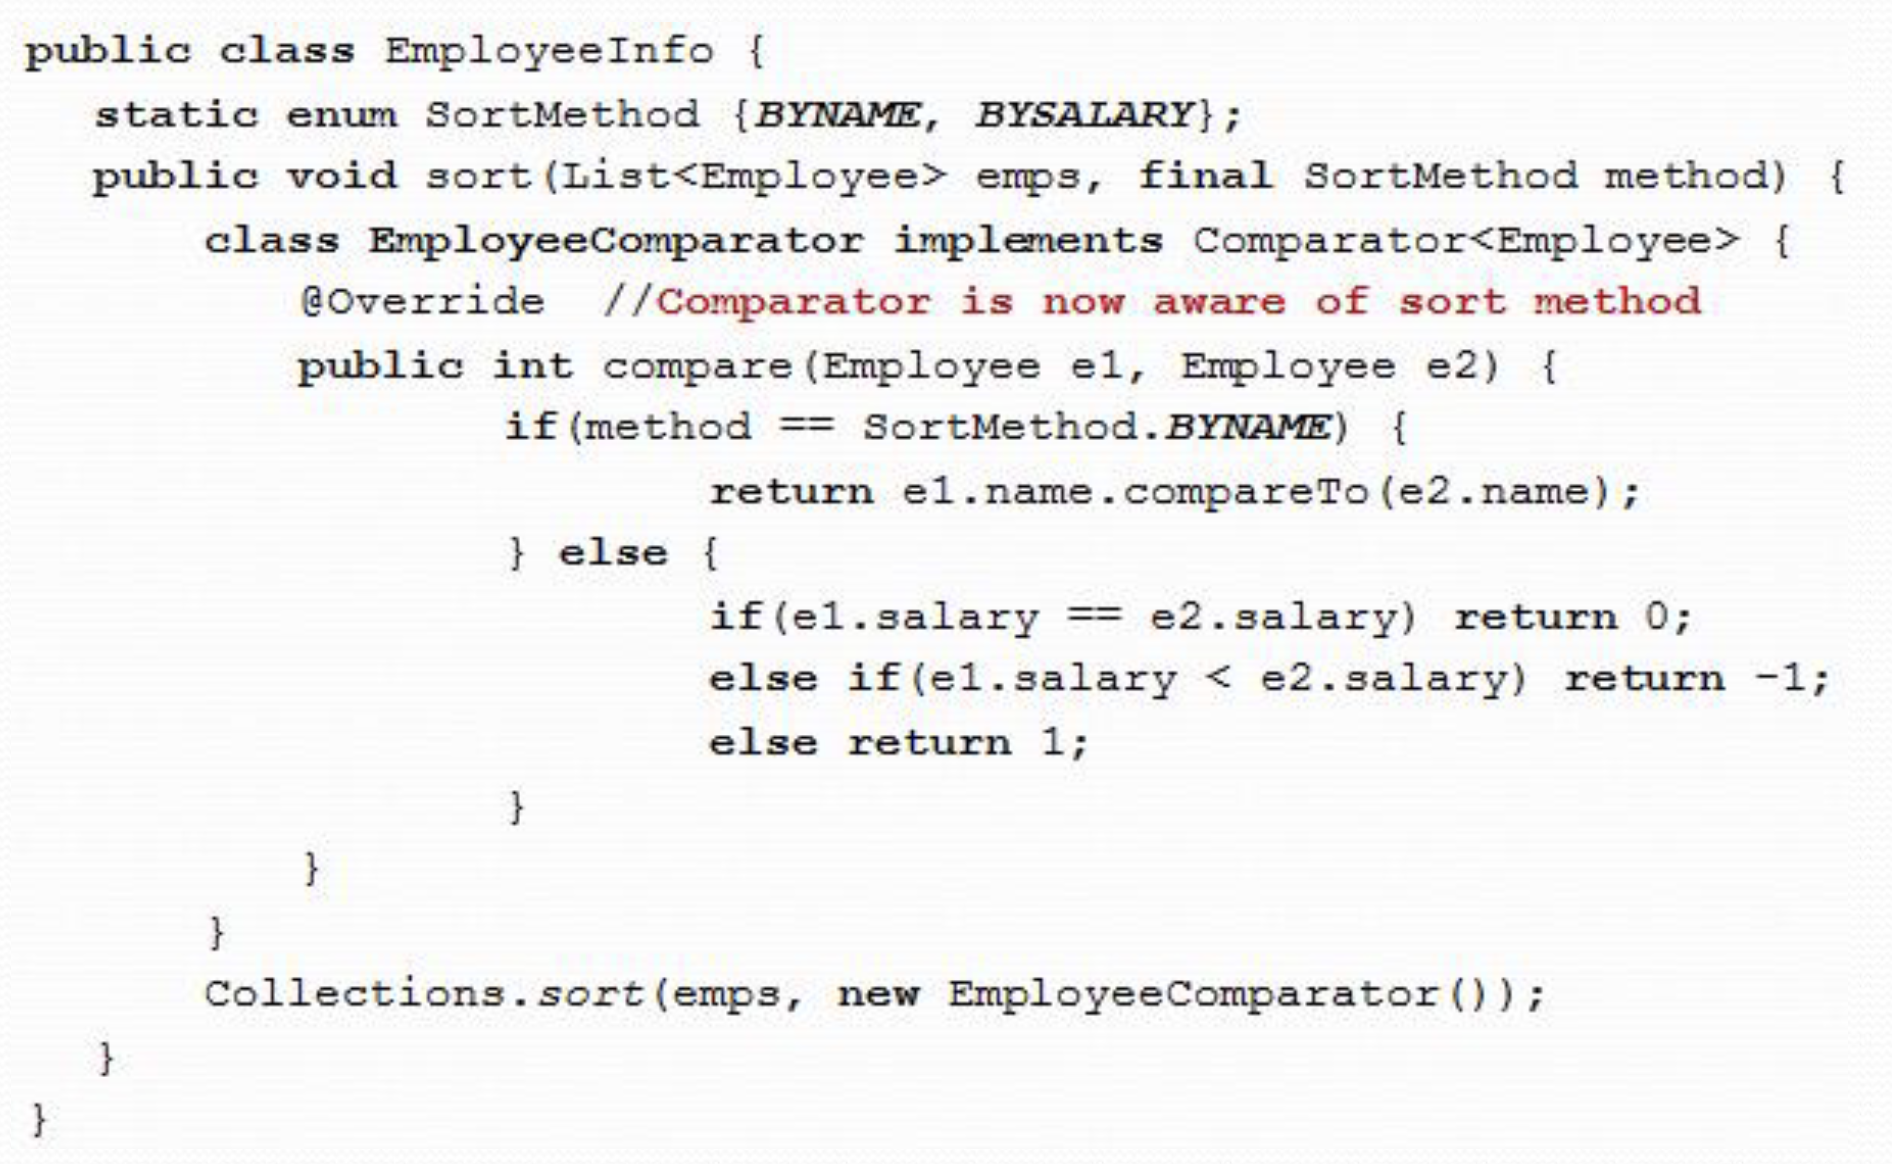 public class EmployeeInfo {
static enum SortMethod {BYNAME, BYSALARY};
public void sort(List<Employee> emps, final SortMethod method) {
class EmployeeComparator implements Comparator<Employee> {
@Override //Comparator is now aware of sort method
public int compare(Employee e1, Employee e2) {
if(method == SortMethod.BYNAME) {
return e1.name.compareTo(e2.name);
} else {
if(e1.salary == e2.salary) return 0;
else if(e1.salary < e2.salary) return -1;
else return 1;
}
}
}
Collections.sort(emps, new EmployeeComparator());
}
}